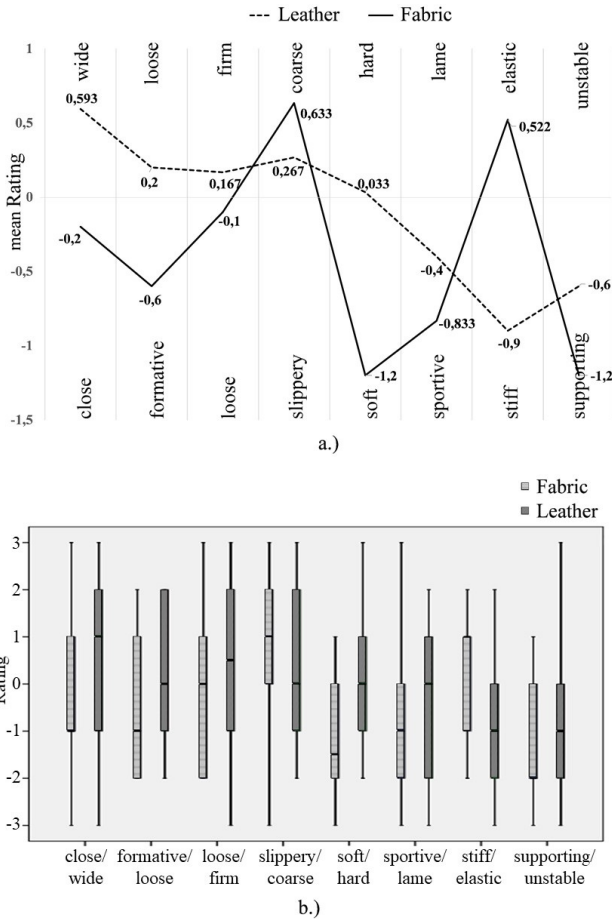 Leather Fabric
wide loose firm coarse hard lame elastic unstable
1
0,5
0
-0,5
-1
-1,5
mean Rating
0,593
0,2
0,167
0,267
0,033
-0,4
-0,9
-0,6
-0,2
-0,6
-0,1
0,633
-1,2
-0,833
0,522
-1,2
close formative loose slippery soft sportive stiff supporting
a.)
Fabric
Leather
3
2
1
0
-1
-2
-3
Rating
close/ formative/ loose/ slippery/ soft/ sportive/ stiff/ supporting/
wide loose firm coarse hard lame elastic unstable
b.)